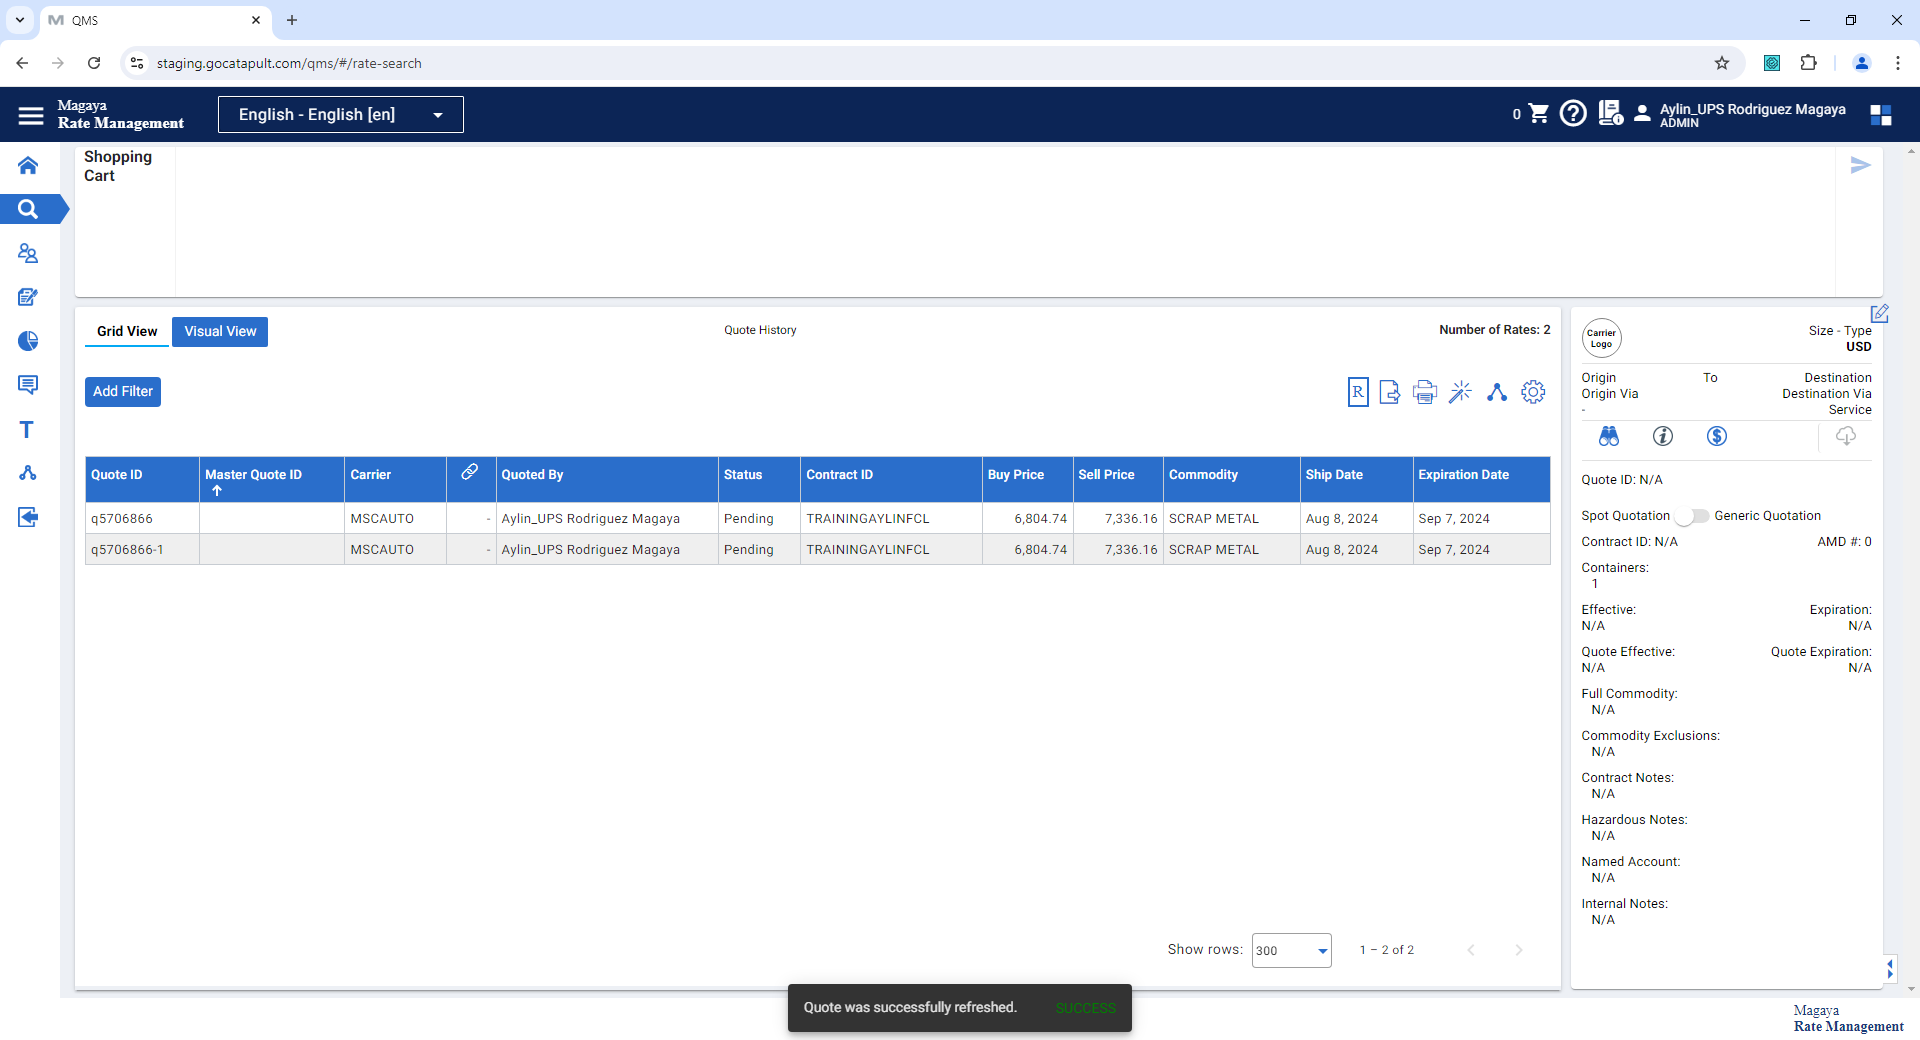 QMS
staging.gocatapult.com/qms/#/rate-search
Magaya
Rate Management
English - English [en]
0
Aylin_UPS Rodriguez Magaya
ADMIN
Shopping
Cart
Grid View
Visual View
Quote History
Number of Rates: 2
Add Filter
R
Quote ID Master Quote ID Carrier Quoted By Status Contract ID Buy Price Sell Price Commodity Ship Date Expiration Date
q5706866 MSCAUTO - Aylin_UPS Rodriguez Magaya Pending TRAININGAYLINFCL 6,804.74 7,336.16 SCRAP METAL Aug 8, 2024 Sep 7, 2024
q5706866-1 MSCAUTO - Aylin_UPS Rodriguez Magaya Pending TRAININGAYLINFCL 6,804.74 7,336.16 SCRAP METAL Aug 8, 2024 Sep 7, 2024
Show rows: 300 1 – 2 of 2
Carrier
Logo
Size - Type
USD
Origin To Destination
Origin Via Destination Via
- Service
Quote ID: N/A
Spot Quotation Generic Quotation
Contract ID: N/A AMD #: 0
Containers:
1
Effective: Expiration:
N/A N/A
Quote Effective: Quote Expiration:
N/A N/A
Full Commodity:
N/A
Commodity Exclusions:
N/A
Contract Notes:
N/A
Hazardous Notes:
N/A
Named Account:
N/A
Internal Notes:
N/A
Quote was successfully refreshed. SUCCESS
Magaya
Rate Management